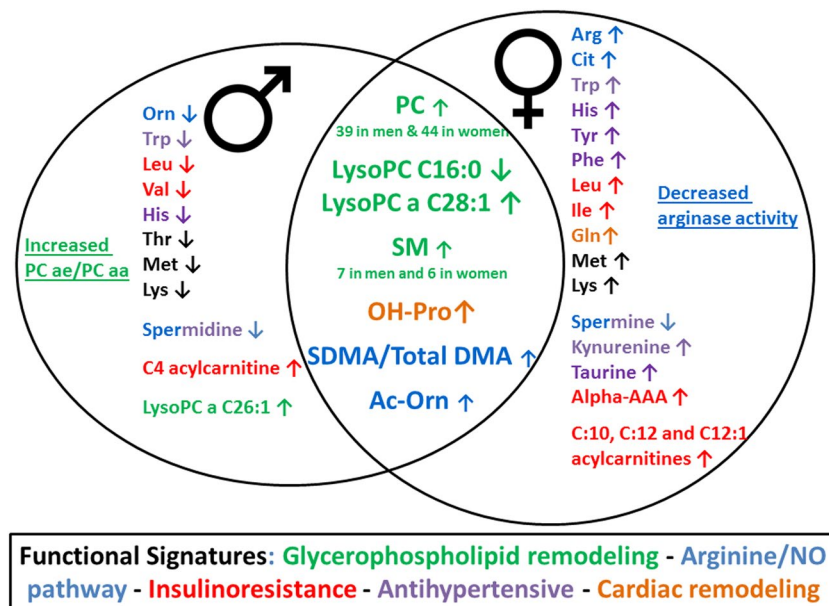 Orn ↓
Trp ↓
Leu ↓
Val ↓
His ↓
Thr ↓
Met ↓
Lys ↓
Increased
PC ae/PC aa
Spermidine ↓
C4 acylcarnitine ↑
LysoPC a C26:1 ↑
PC ↑
39 in men & 44 in women
LysoPC C16:0 ↓
LysoPC a C28:1 ↑
SM ↑
7 in men and 6 in women
OH-Pro ↑
SDMA/Total DMA ↑
Ac-Orn ↑
Arg ↑
Cit ↑
Trp ↑
His ↑
Tyr ↑
Phe ↑
Leu ↑
Ile ↑
Gln ↑
Met ↑
Lys ↑
Decreased
arginase activity
Spermine ↓
Kynurenine ↑
Taurine ↑
Alpha-AAA ↑
C:10, C:12 and C12:1
acylcarnitines ↑
Functional Signatures: Glycerophospholipid remodeling - Arginine/NO
pathway - Insulinoresistance - Antihypertensive - Cardiac remodeling